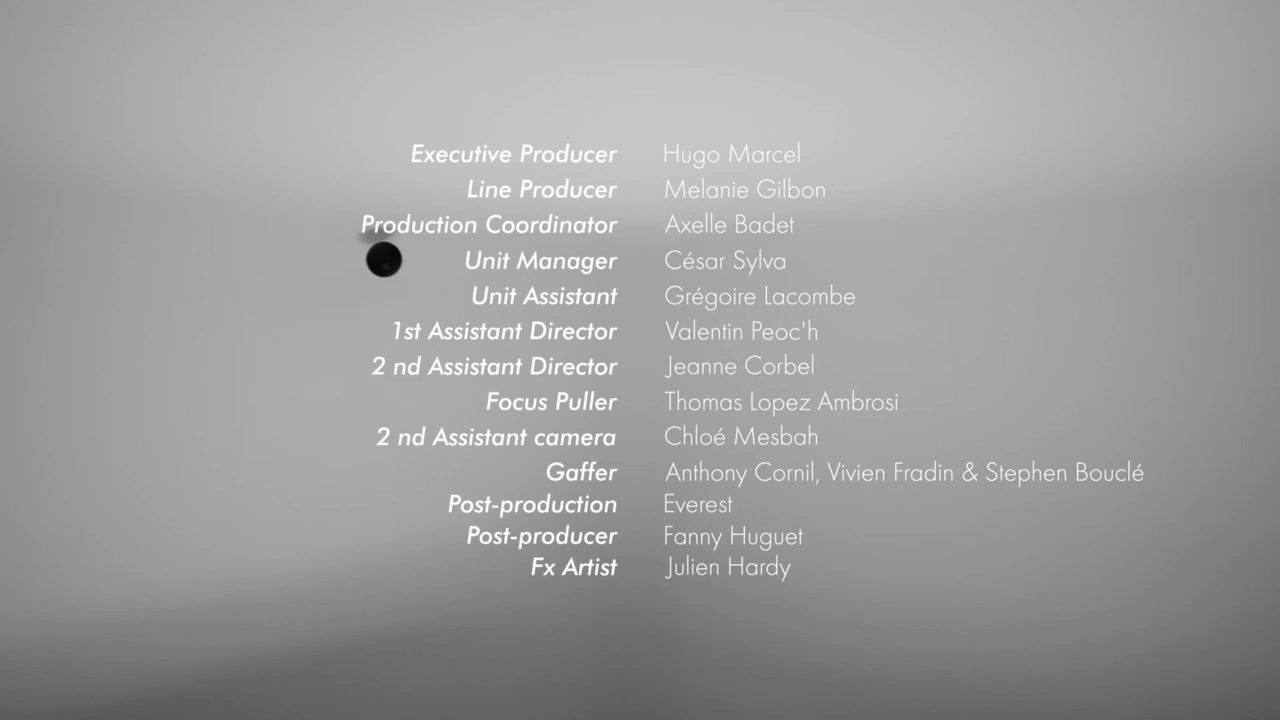 Executive Producer Hugo Marcel
Line Producer Melanie Gilbon
Production Coordinator Axelle Badet
Unit Manager César Sylva
Unit Assistant Grégoire Lacombe
1st Assistant Director Valentin Peoc'h
2 nd Assistant Director Jeanne Corbel
Focus Puller Thomas Lopez Ambrosi
2 nd Assistant camera Chloé Mesbah
Gaffer Anthony Cornil, Vivien Fradin & Stephen Bouclé
Post-production Everest
Post-producer Fanny Huguet
Fx Artist Julien Hardy